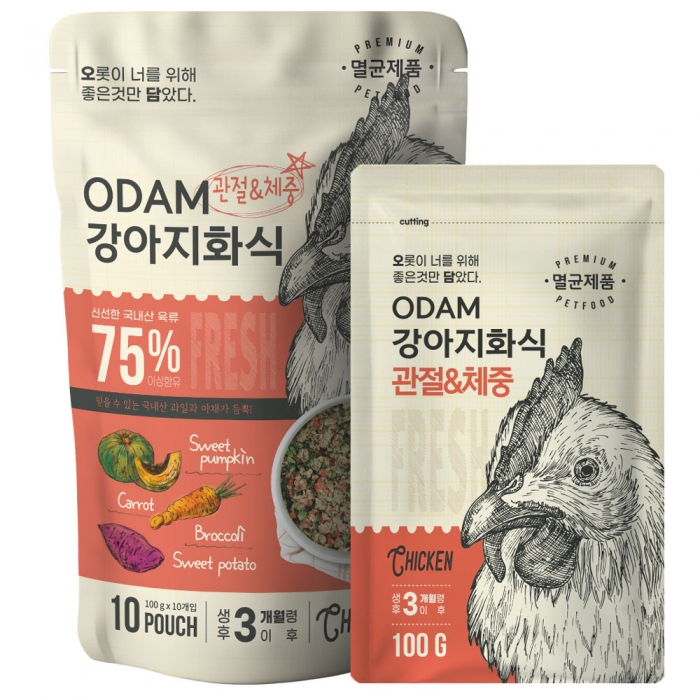 오롯이 너를 위해
좋은것만 담았다.
PREMIUM
·멸균제품·
PETFOOD
ODAM
관절&체중
강아지화식
신선한 국내산 육류
75%
이상함유
FRESH
믿을 수 있는 국내산 과일과 야채가 듬뿍!
Sweet
pumpkin
Carrot
Broccoli
Sweet potato
100 g x 10개입
10 POUCH
생후 3개월령 이후
CH
cutting
오롯이 너를 위해
좋은것만 담았다.
PREMIUM
·멸균제품·
PETFOOD
ODAM
강아지화식
관절&체중
FRESH
CHICKEN
생후 3개월령 이후
100 G